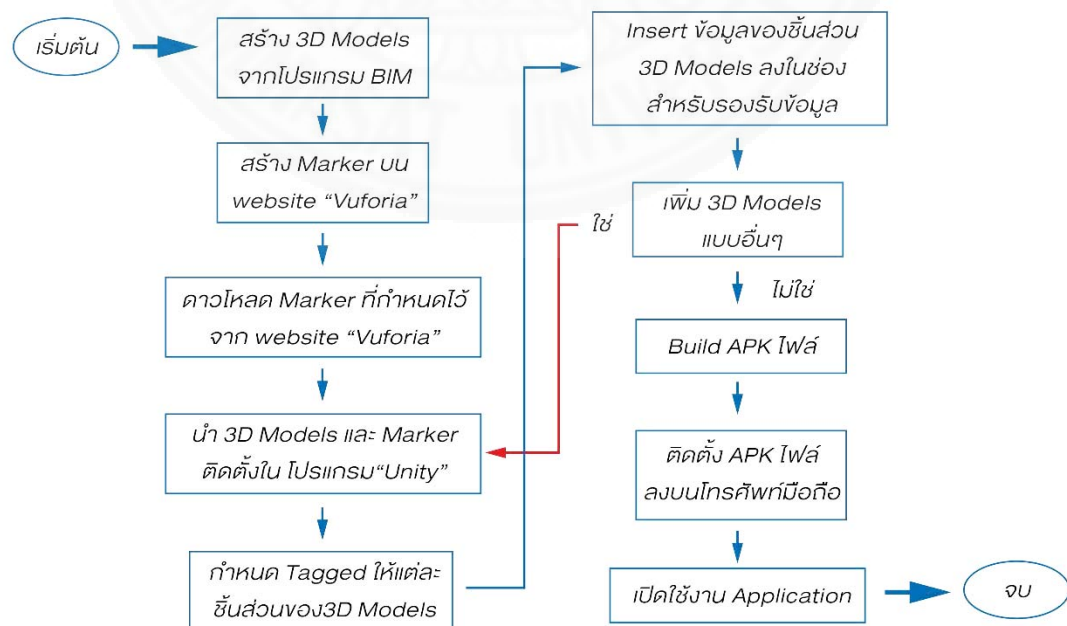 เริ่มต้น
สร้าง 3D Models
จากโปรแกรม BIM
สร้าง Marker บน
website “Vuforia”
ดาวโหลด Marker ที่กำหนดไว้
จาก website “Vuforia”
นำ 3D Models และ Marker
ติดตั้งใน โปรแกรม“Unity”
กำหนด Tagged ให้แต่ละ
ชิ้นส่วนของ3D Models
Insert ข้อมูลของชิ้นส่วน
3D Models ลงในช่อง
สำหรับรองรับข้อมูล
เพิ่ม 3D Models
แบบอื่นๆ
ใช่
ไม่ใช่
Build APK ไฟล์
ติดตั้ง APK ไฟล์
ลงบนโทรศัพท์มือถือ
เปิดใช้งาน Application
จบ